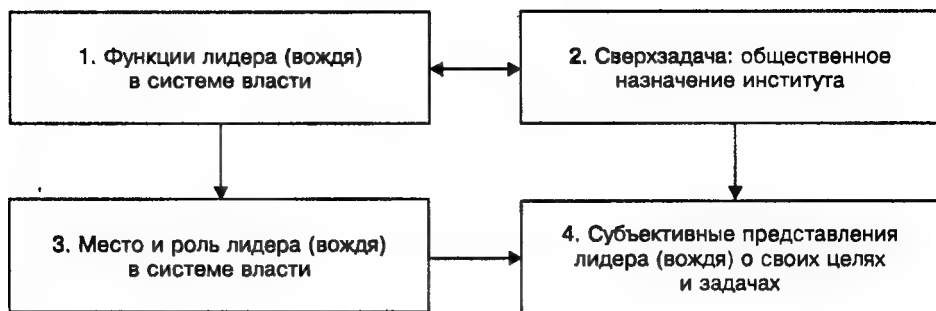 1. Функции лидера (вождя)
в системе власти
2. Сверхзадача: общественное
назначение института
3. Место и роль лидера (вождя)
в системе власти
4. Субъективные представления
лидера (вождя) о своих целях
и задачах